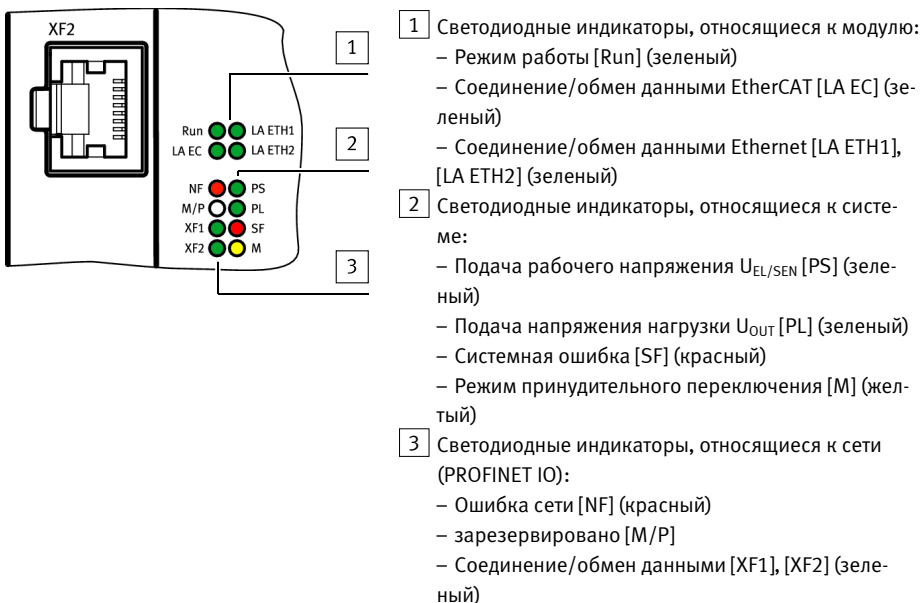 XF2
1
Run LA ETH1
LA EC LA ETH2
2
NF PS
M/P PL
XF1 SF
XF2 M
3
1 Светодиодные индикаторы, относящиеся к модулю:
– Режим работы [Run] (зеленый)
– Соединение/обмен данными EtherCAT [LA EC] (зе-
леный)
– Соединение/обмен данными Ethernet [LA ETH1],
[LA ETH2] (зеленый)
2 Светодиодные индикаторы, относящиеся к систе-
ме:
– Подача рабочего напряжения UEL/SEN [PS] (зеле-
ный)
– Подача напряжения нагрузки UOUT [PL] (зеленый)
– Системная ошибка [SF] (красный)
– Режим принудительного переключения [M] (жел-
тый)
3 Светодиодные индикаторы, относящиеся к сети
(PROFINET IO):
– Ошибка сети [NF] (красный)
– зарезервировано [M/P]
– Соединение/обмен данными [XF1], [XF2] (зеле-
ный)